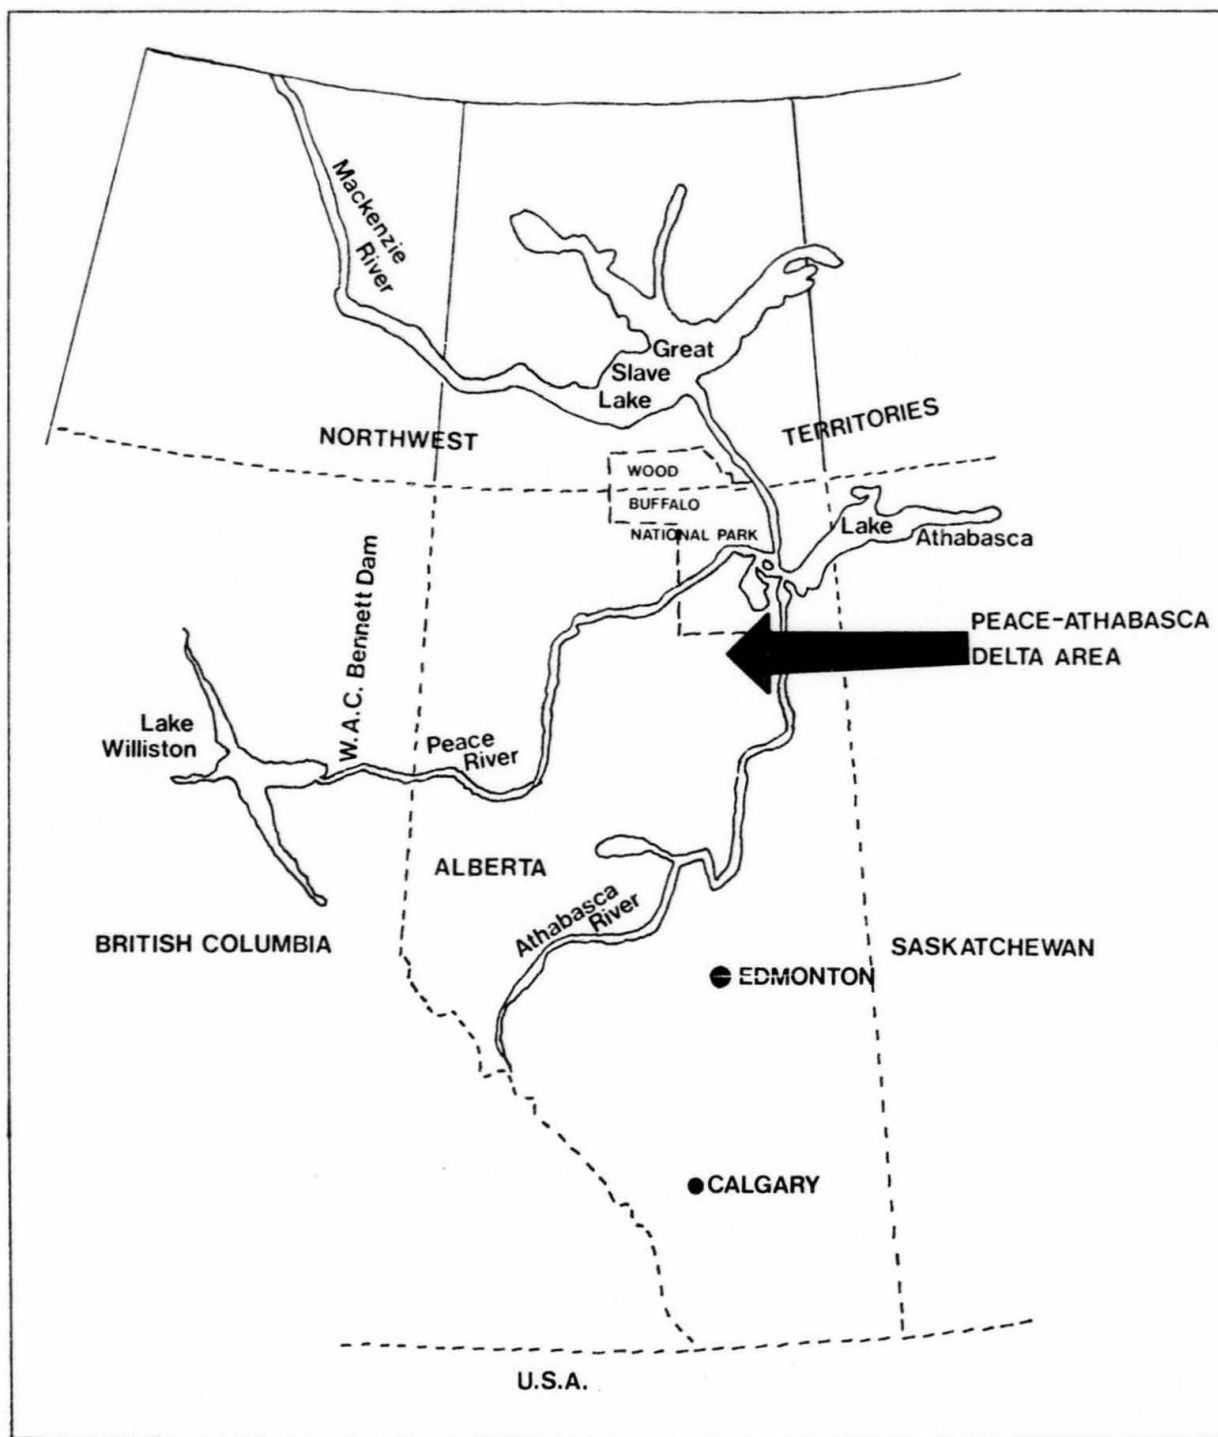 Mackenzie
River
Great
Slave
Lake
NORTHWEST
TERRITORIES
WOOD
BUFFALO
NATIONAL PARK
Lake
Athabasca
PEACE-ATHABASCA
DELTA AREA
W.A.C. Bennett Dam
Lake
Williston
Peace
River
ALBERTA
Athabasca
River
BRITISH COLUMBIA
SASKATCHEWAN
EDMONTON
CALGARY
U.S.A.